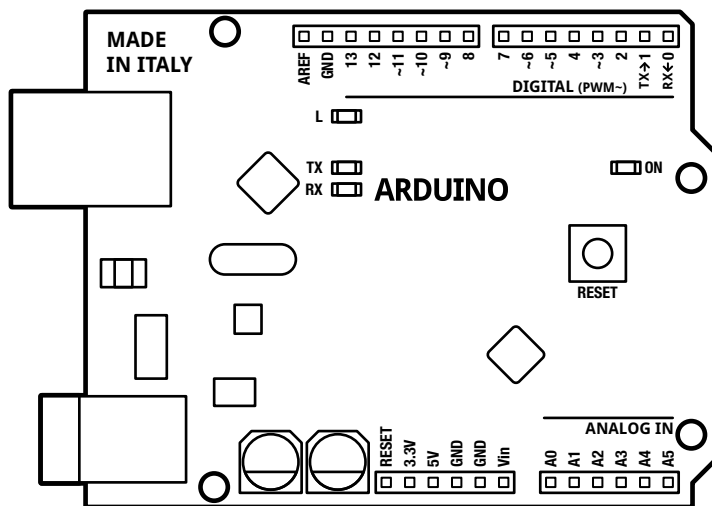 MADE
IN ITALY
AREF
GND
13
12
~11
~10
~9
8
7
~6
~5
4
~3
2
TX→1
RX←0
DIGITAL (PWM~)
L
TX
RX
ARDUINO
ON
RESET
ANALOG IN
RESET
3.3V
5V
GND
GND
Vin
A0
A1
A2
A3
A4
A5